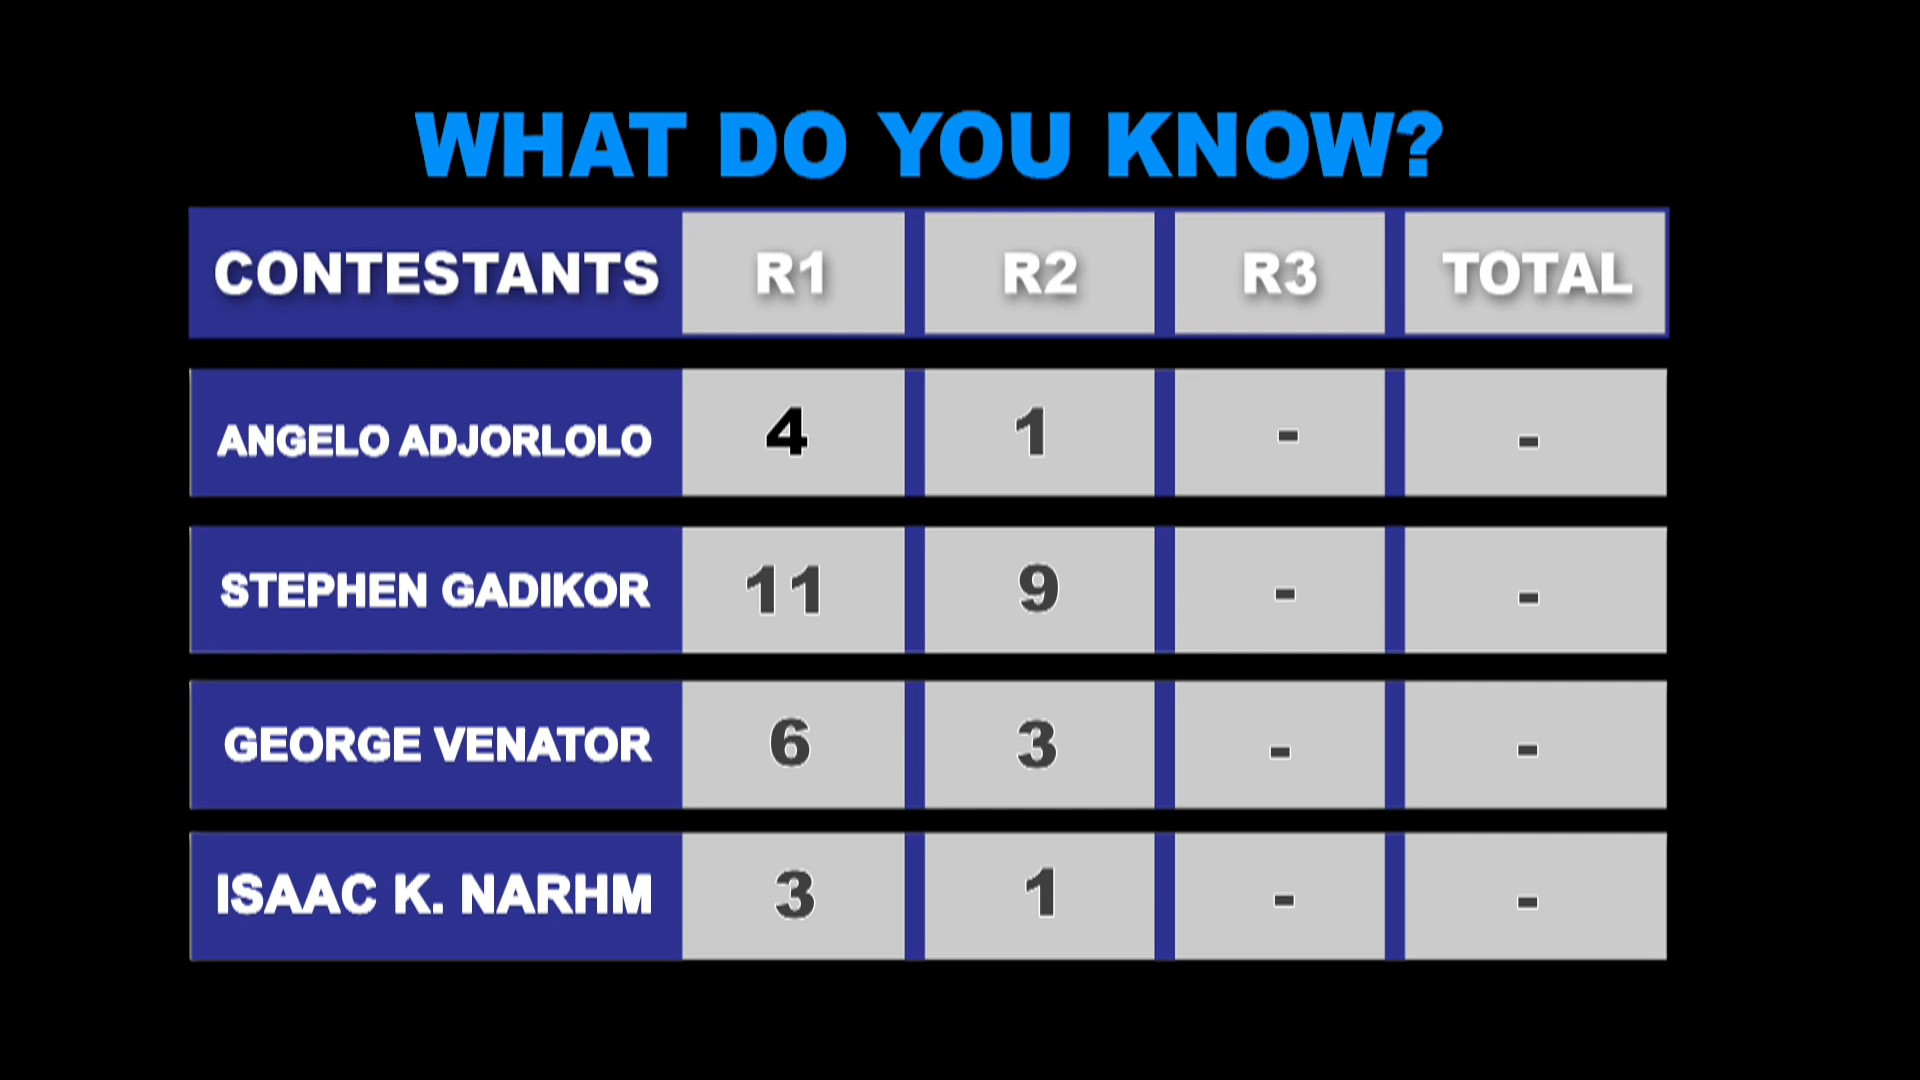 WHAT DO YOU KNOW?
CONTESTANTS R1 R2 R3 TOTAL
ANGELO ADJORLOLO 4 1 - -
STEPHEN GADIKOR 11 9 - -
GEORGE VENATOR 6 3 - -
ISAAC K. NARHM 3 1 - -